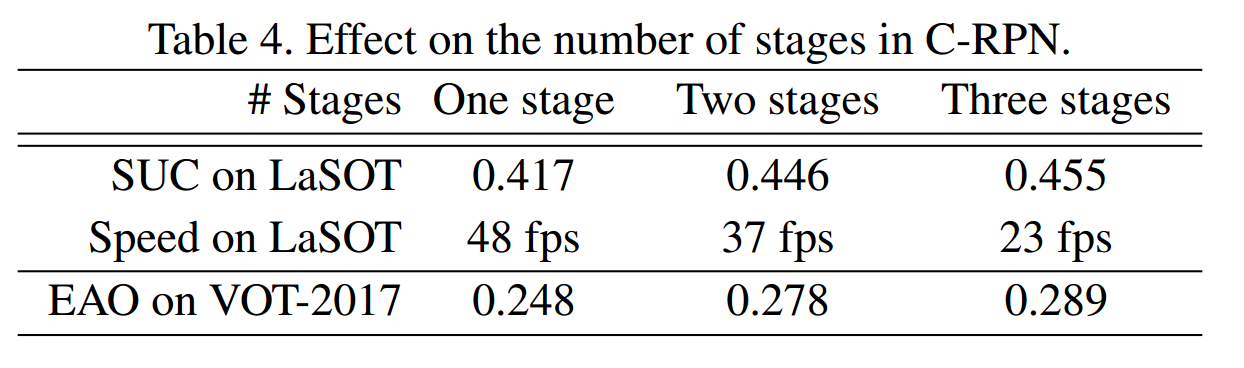 Table 4. Effect on the number of stages in C-RPN.
# Stages One stage Two stages Three stages
SUC on LaSOT 0.417 0.446 0.455
Speed on LaSOT 48 fps 37 fps 23 fps
EAO on VOT-2017 0.248 0.278 0.289